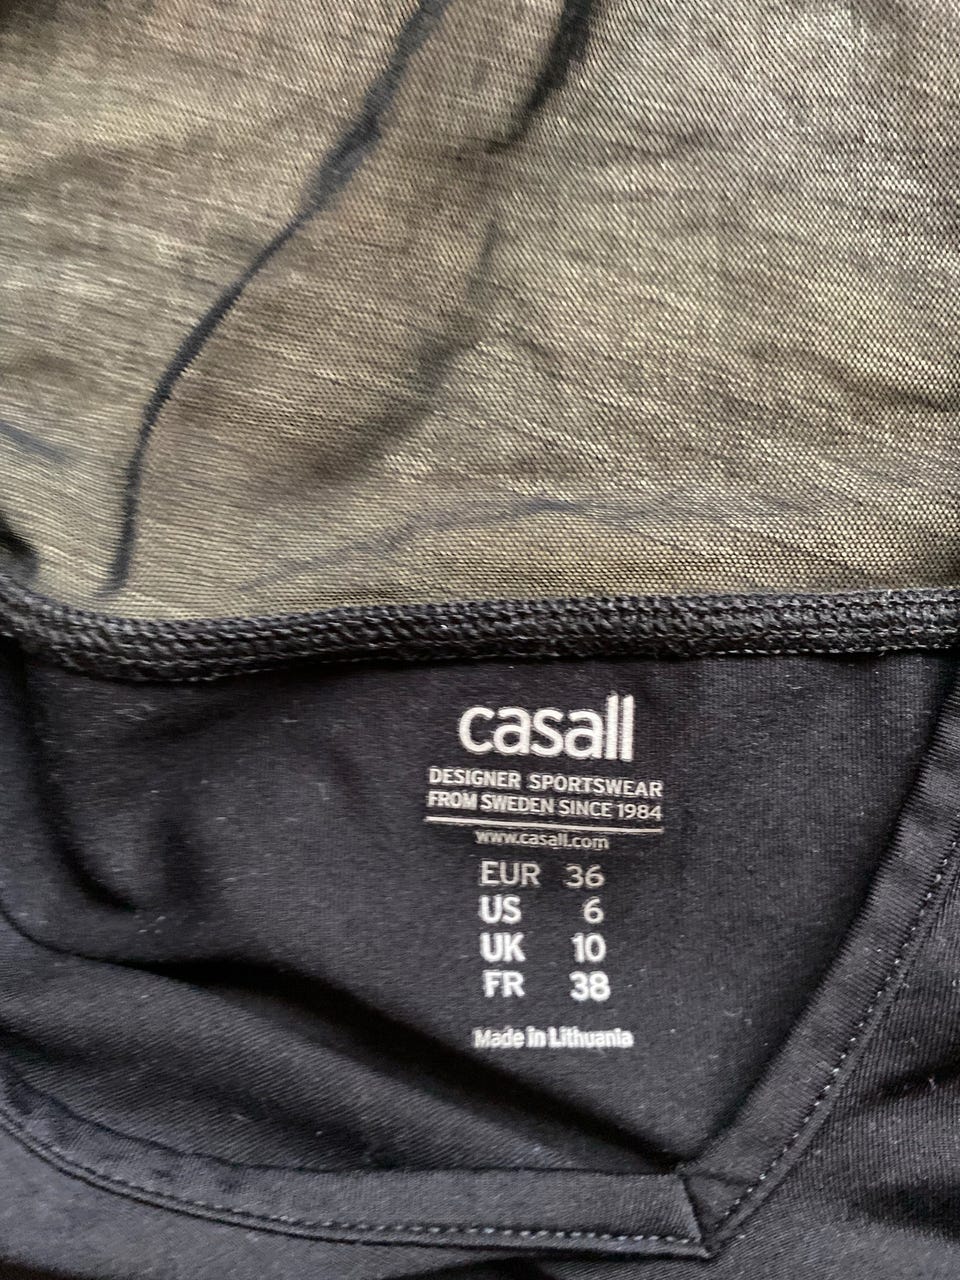 casall
DESIGNER SPORTSWEAR
FROM SWEDEN SINCE 1984
www.casall.com
EUR 36
US 6
UK 10
FR 38
Made in Lithuania